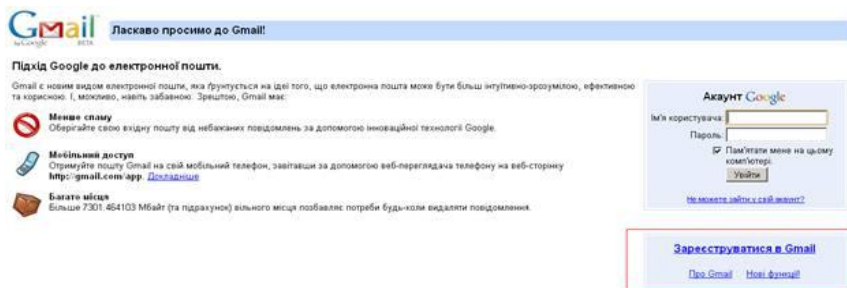 Gmail
by Google BETA
Ласкаво просимо до Gmail!
Підхід Google до електронної пошти.
Gmail є новим видом електронної пошти, яка ґрунтується на ідеї того, що електронна пошта може бути більш інтуїтивно-зрозумілою, ефективною
та корисною. І, можливо, навіть забавною. Зрештою, Gmail має:
Менше спаму
Оберігайте свою вхідну пошту від небажаних повідомлень за допомогою інноваційної технології Google.
Мобільний доступ
Отримуйте пошту Gmail на свій мобільний телефон, завітавши за допомогою веб-переглядача телефону на веб-сторінку
http://gmail.com/app. Докладніше
Багато місця
Більше 7301.464103 Мбайт (та підрахунок) вільного місця позбавляє потреби будь-коли видаляти повідомлення.
Акаунт Google
Ім'я користувача:
Пароль:
Пам'ятати мене на цьому
комп'ютері.
Увійти
Не можете зайти у свій акаунт?
Зареєструватися в Gmail
Про Gmail Нові функції!